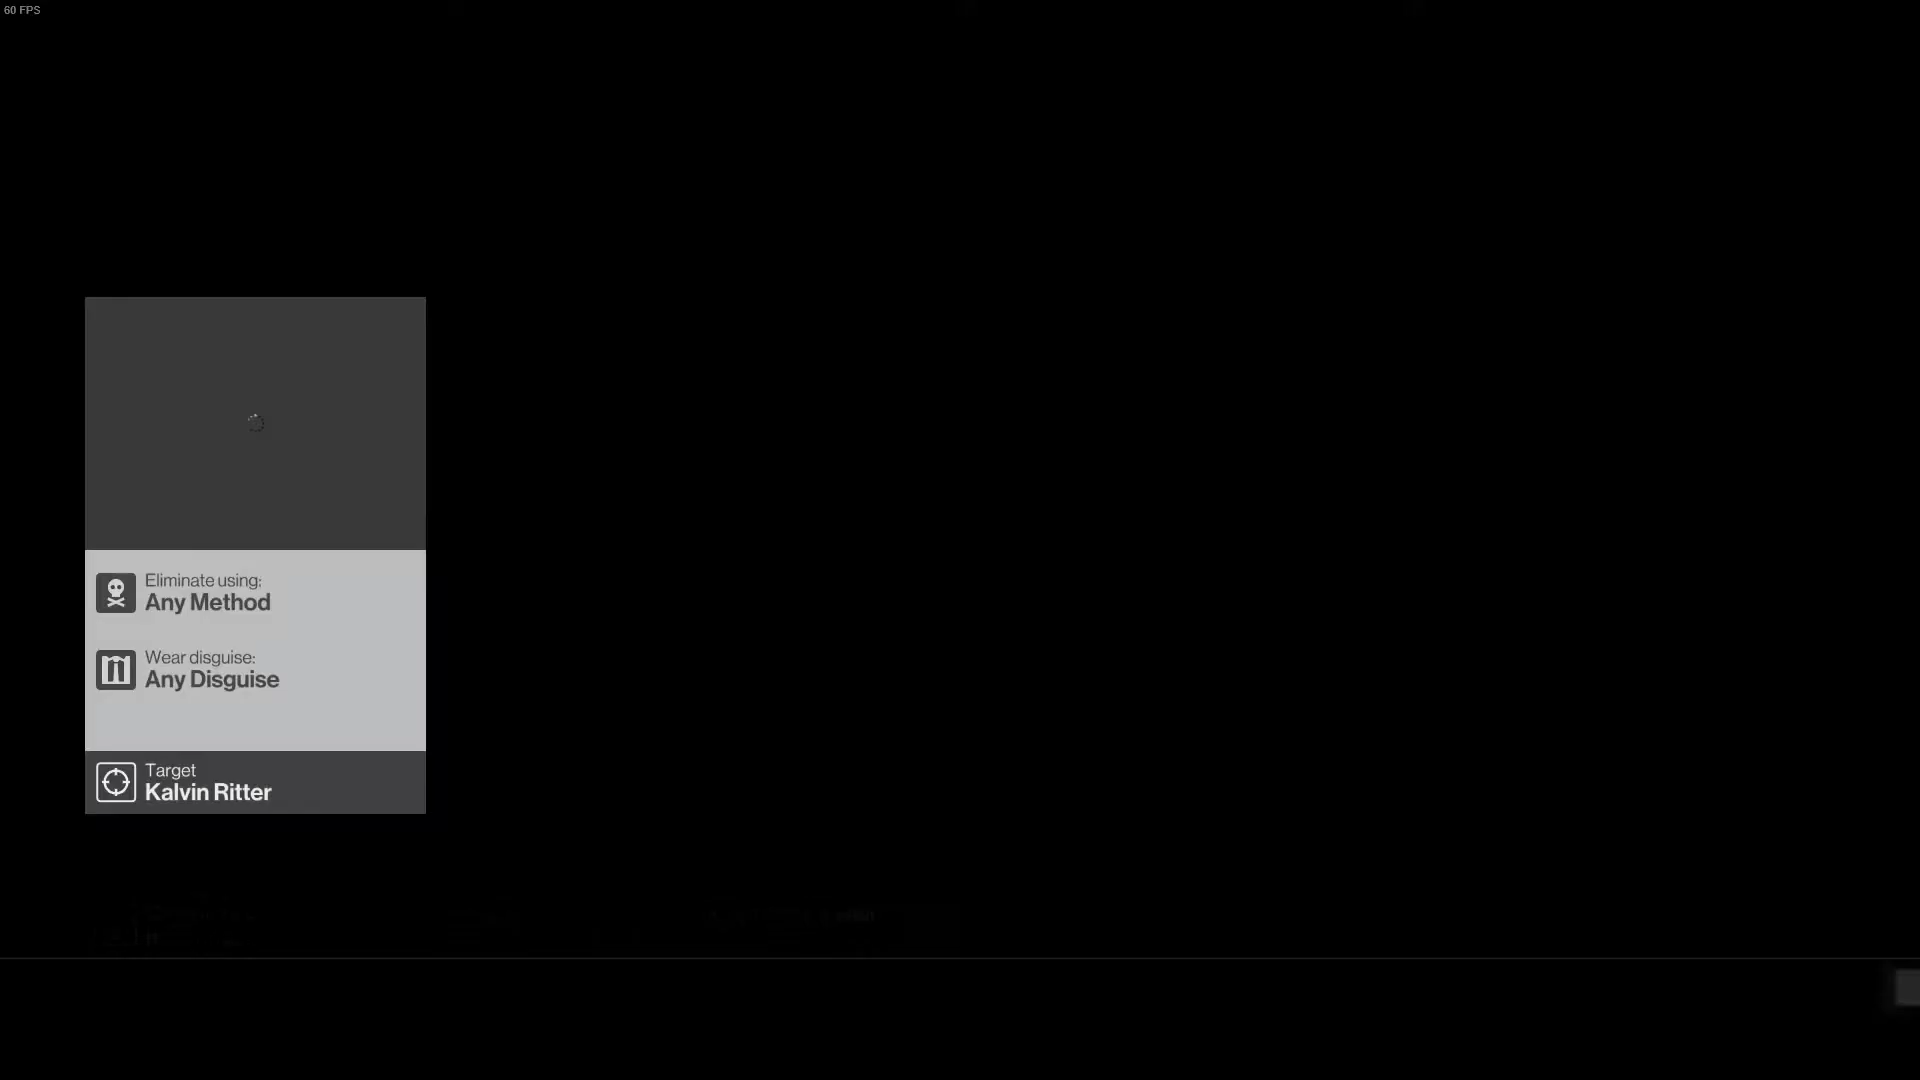 60 FPS
Eliminate using:
Any Method
Wear disguise:
Any Disguise
Target
Kalvin Ritter